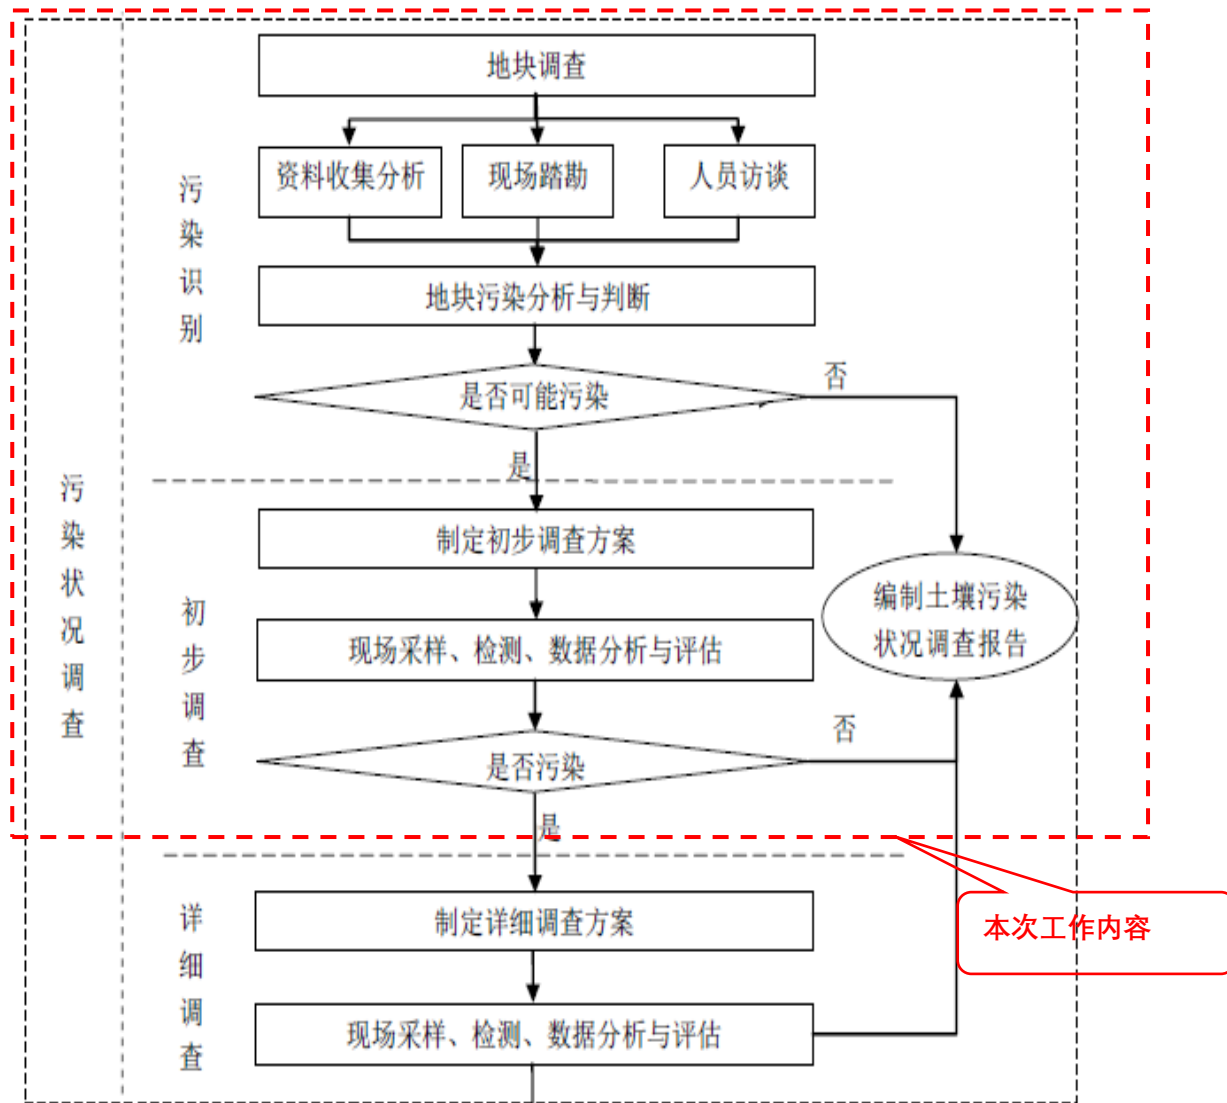 地块调查
资料收集分析
现场踏勘
人员访谈
污染识别
地块污染分析与判断
是否可能污染
否
是
污染状况调查
制定初步调查方案
初步调查
编制土壤污染
状况调查报告
现场采样、检测、数据分析与评估
否
是否污染
是
详细调查
制定详细调查方案
本次工作内容
现场采样、检测、数据分析与评估